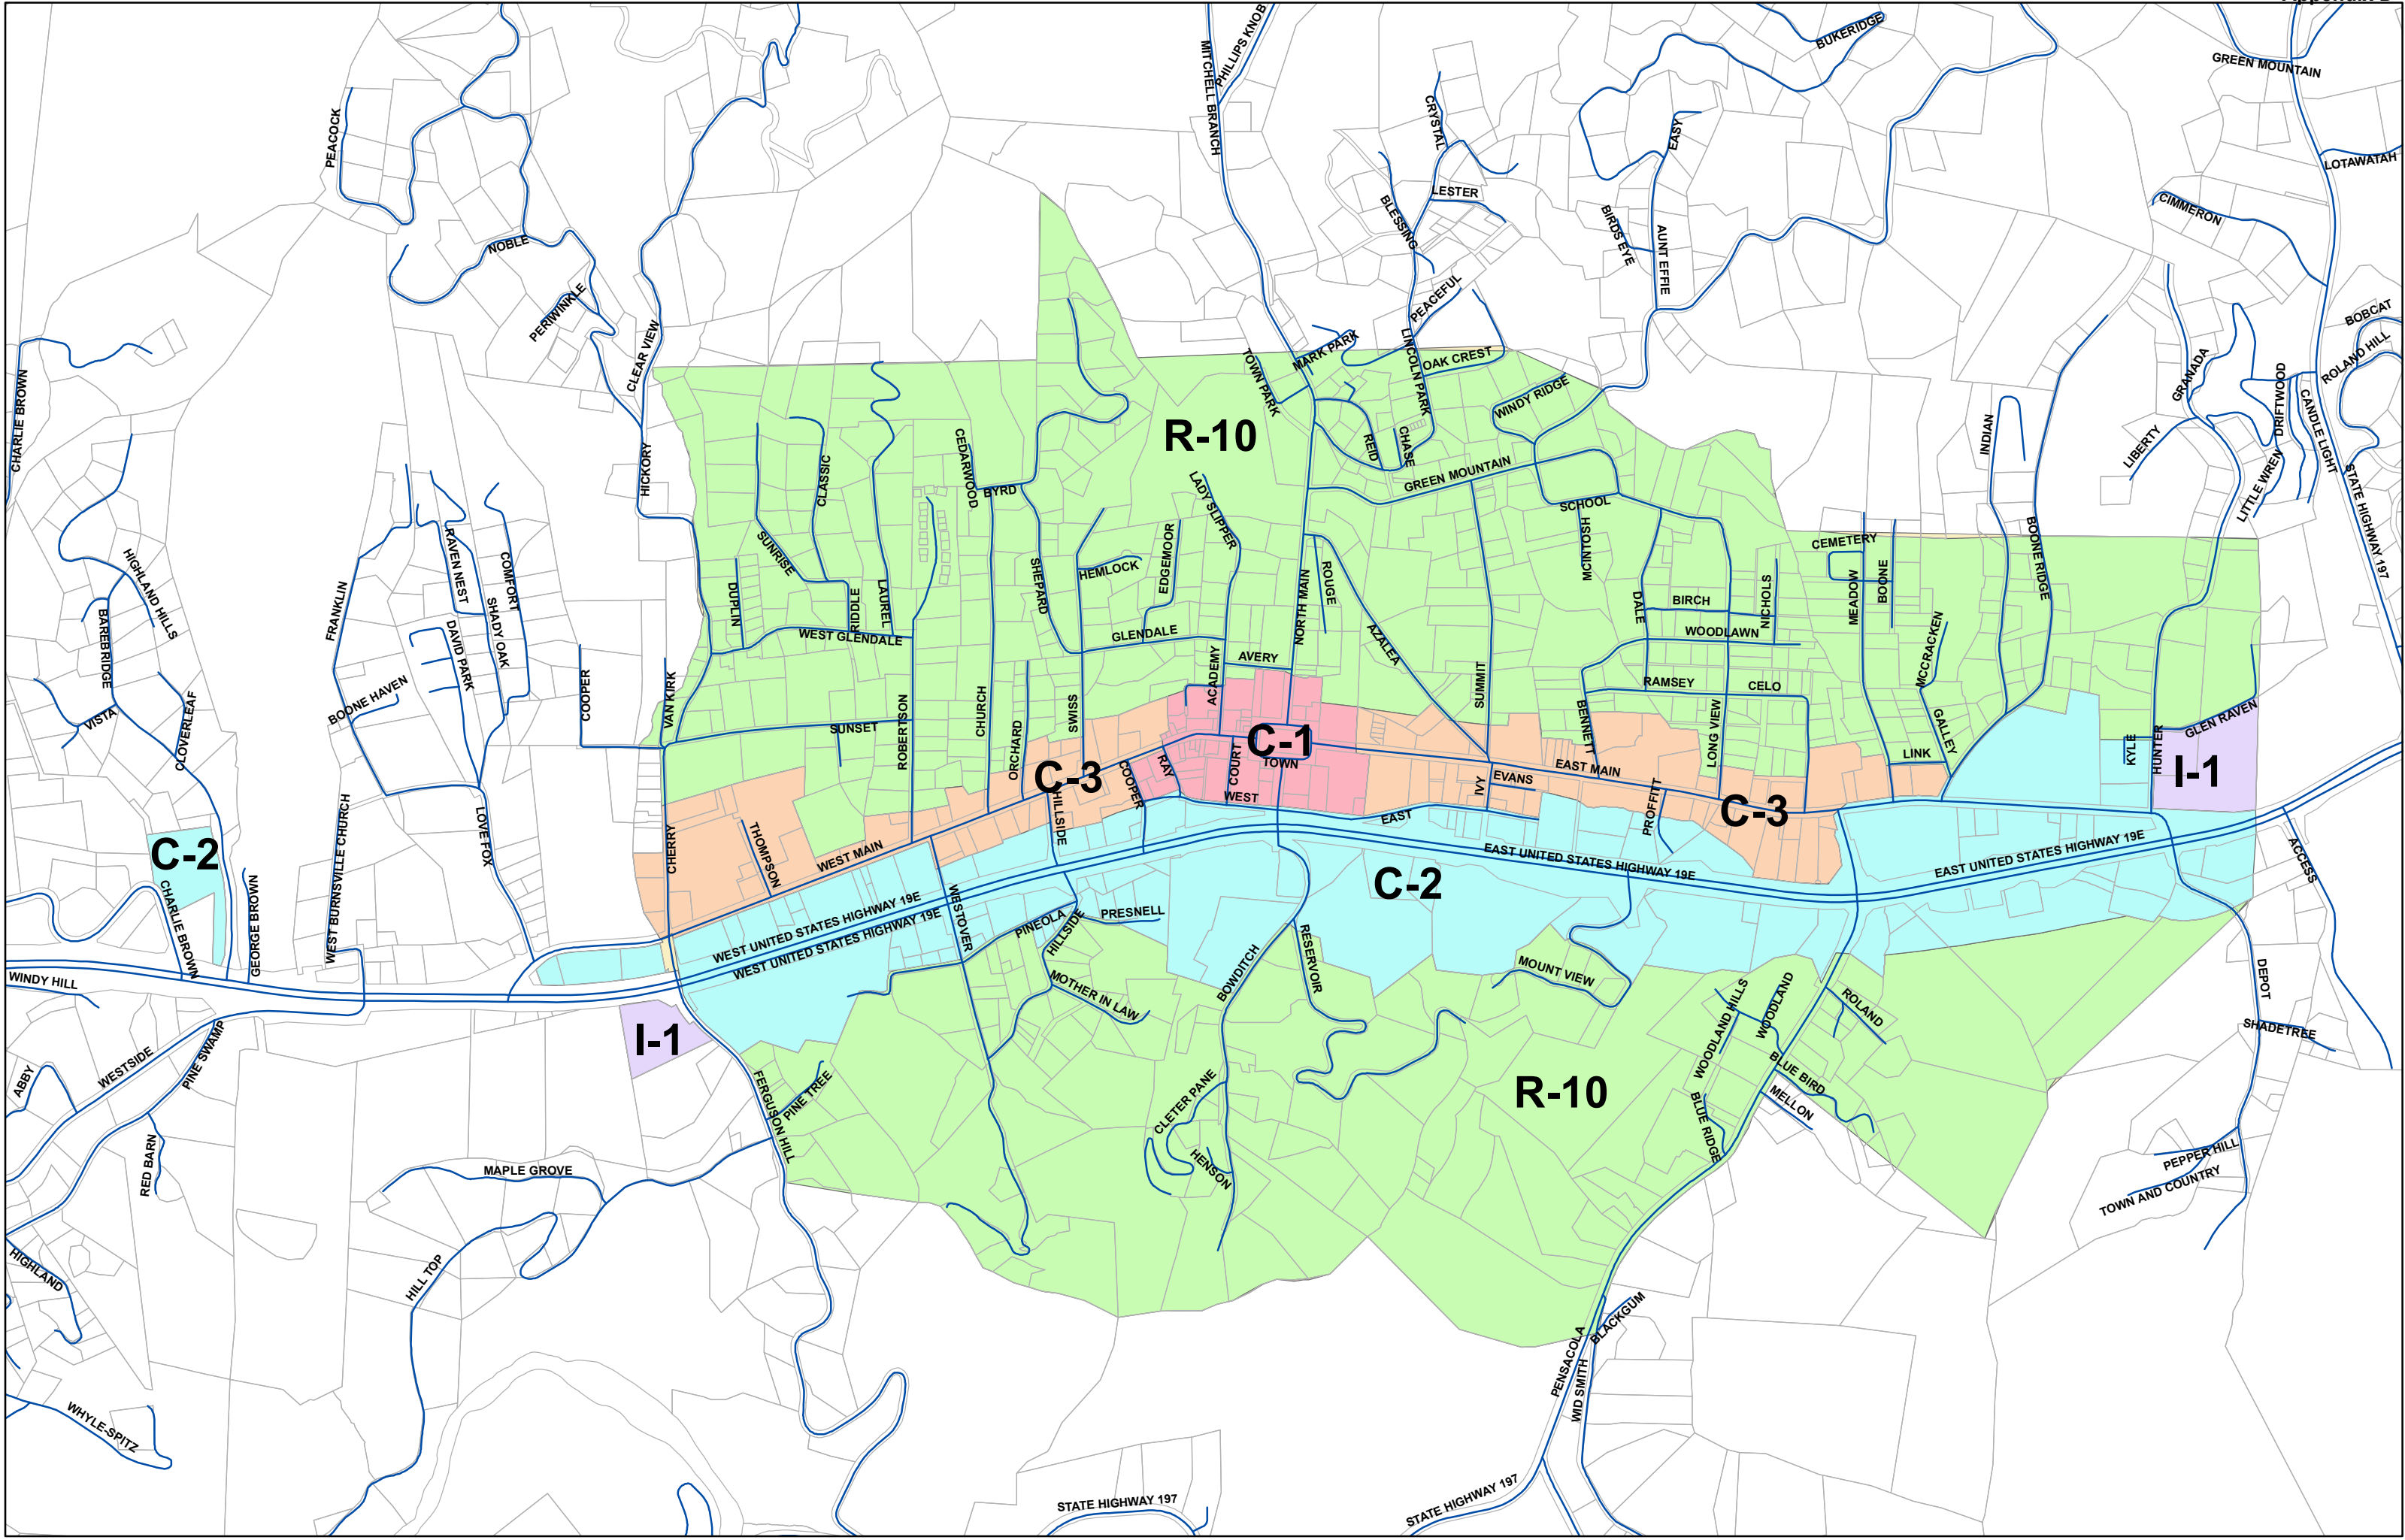 MITCHELL BRANCH
PHILLIPS KNOB
BUKERIDGE
GREEN MOUNTAIN
LOTAWATAH
PEACOCK
CRYSTAL
EASY
LESTER
BLESSING
BIRDS EYE
AUNT EFFIE
CIMMERON
NOBLE
PERIWINKLE
PEACEFUL
BOBCAT
ROLAND HILL
CLEAR VIEW
MARK PARK
TOWN PARK
LINCOLN PARK
OAK CREST
WINDY RIDGE
GRANADA
DRIFTWOOD
CANDLE LIGHT
CHARLIE BROWN
R-10
REID
CHASE
INDIAN
LIBERTY
LITTLE WREN
STATE HIGHWAY 197
HICKORY
CLASSIC
CEDARWOOD
BYRD
LADY SLIPPER
GREEN MOUNTAIN
SCHOOL
MCINTOSH
CEMETERY
BOONE RIDGE
HIGHLAND HILLS
BAREBRIDGE
FRANKLIN
RAVEN NEST
COMFORT
SHADY OAK
DAVID PARK
SUNRISE
DUPLIN
RIDDLE
LAUREL
WEST GLENDALE
SHEPARD
HEMLOCK
EDGEMOOR
GLENDALE
NORTH MAIN
ROUGE
AZALEA
AVERY
ACADEMY
DALE
BIRCH
NICHOLS
WOODLAWN
MEADOW
BOONE
MCCRACKEN
VISTA
CLOVERLEAF
BOONE HAVEN
COOPER
VAN KIRK
SUNSET
ROBERTSON
CHURCH
ORCHARD
SWISS
SUMMIT
BENNETT
RAMSEY
CELO
LONG VIEW
GALLEY
LINK
KYLE
HUNTER
GLEN RAVEN
I-1
C-1
TOWN
COURT
RAY
COOPER
C-3
HILLSIDE
WEST
EAST
IVY
EVANS
EAST MAIN
PROFFITT
C-3
C-2
CHARLIE BROWN
GEORGE BROWN
WEST BURNSVILLE CHURCH
LOVE FOX
CHERRY
THOMPSON
WEST MAIN
EAST UNITED STATES HIGHWAY 19E
EAST UNITED STATES HIGHWAY 19E
ACCESS
C-2
WEST UNITED STATES HIGHWAY 19E
WEST UNITED STATES HIGHWAY 19E
WESTOVER
PINEOLA
HILLSIDE
PRESNELL
BOWDITCH
RESERVOIR
MOUNT VIEW
MOTHER IN LAW
WINDY HILL
WESTSIDE
PINE SWAMP
ABBY
RED BARN
I-1
FERGUSON HILL
PINE TREE
CLETER PANE
HENSON
R-10
WOODLAND HILLS
WOODLAND
ROLAND
BLUE BIRD
MELLON
BLUE RIDGE
DEPOT
SHADETREE
PEPPER HILL
TOWN AND COUNTRY
MAPLE GROVE
HILL TOP
HIGHLAND
WHYLE-SPITZ
BLACKGUM
PENSACOLA
WID SMITH
STATE HIGHWAY 197
STATE HIGHWAY 197